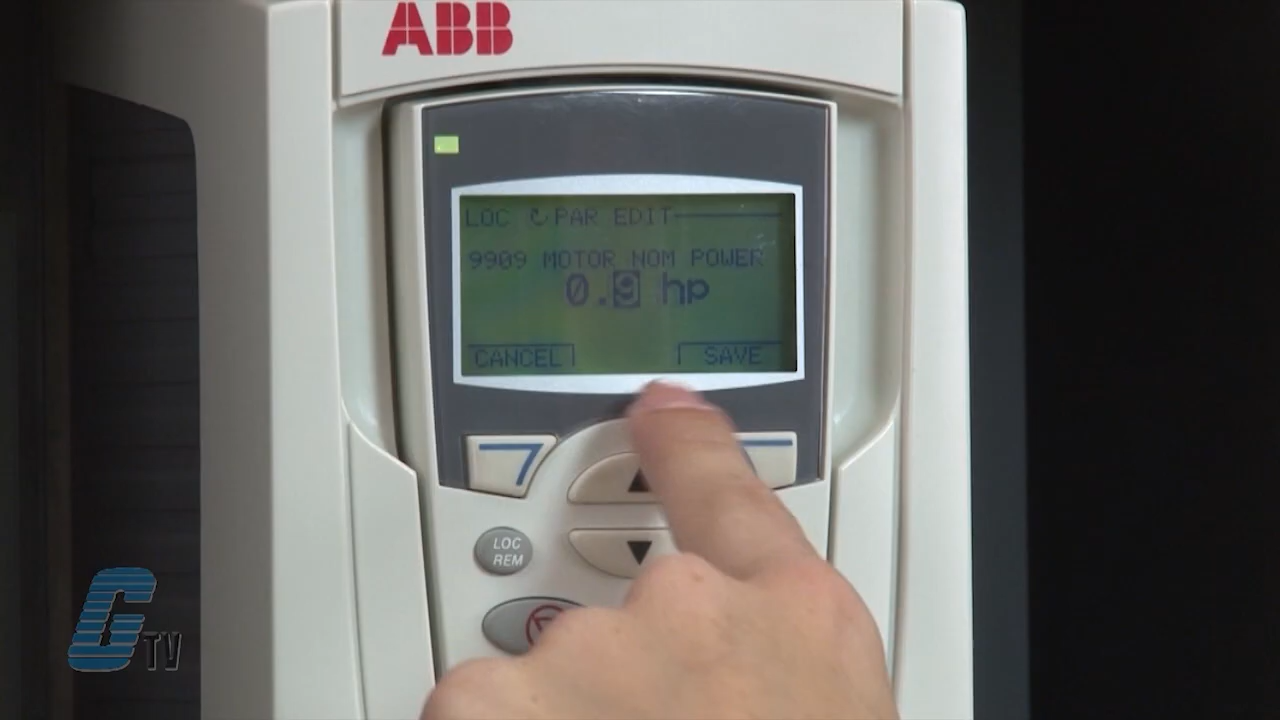 ABB
LOC ↻ PAR EDIT
9909 MOTOR NOM POWER
0.9 hp
CANCEL SAVE
LOC
REM
G TV